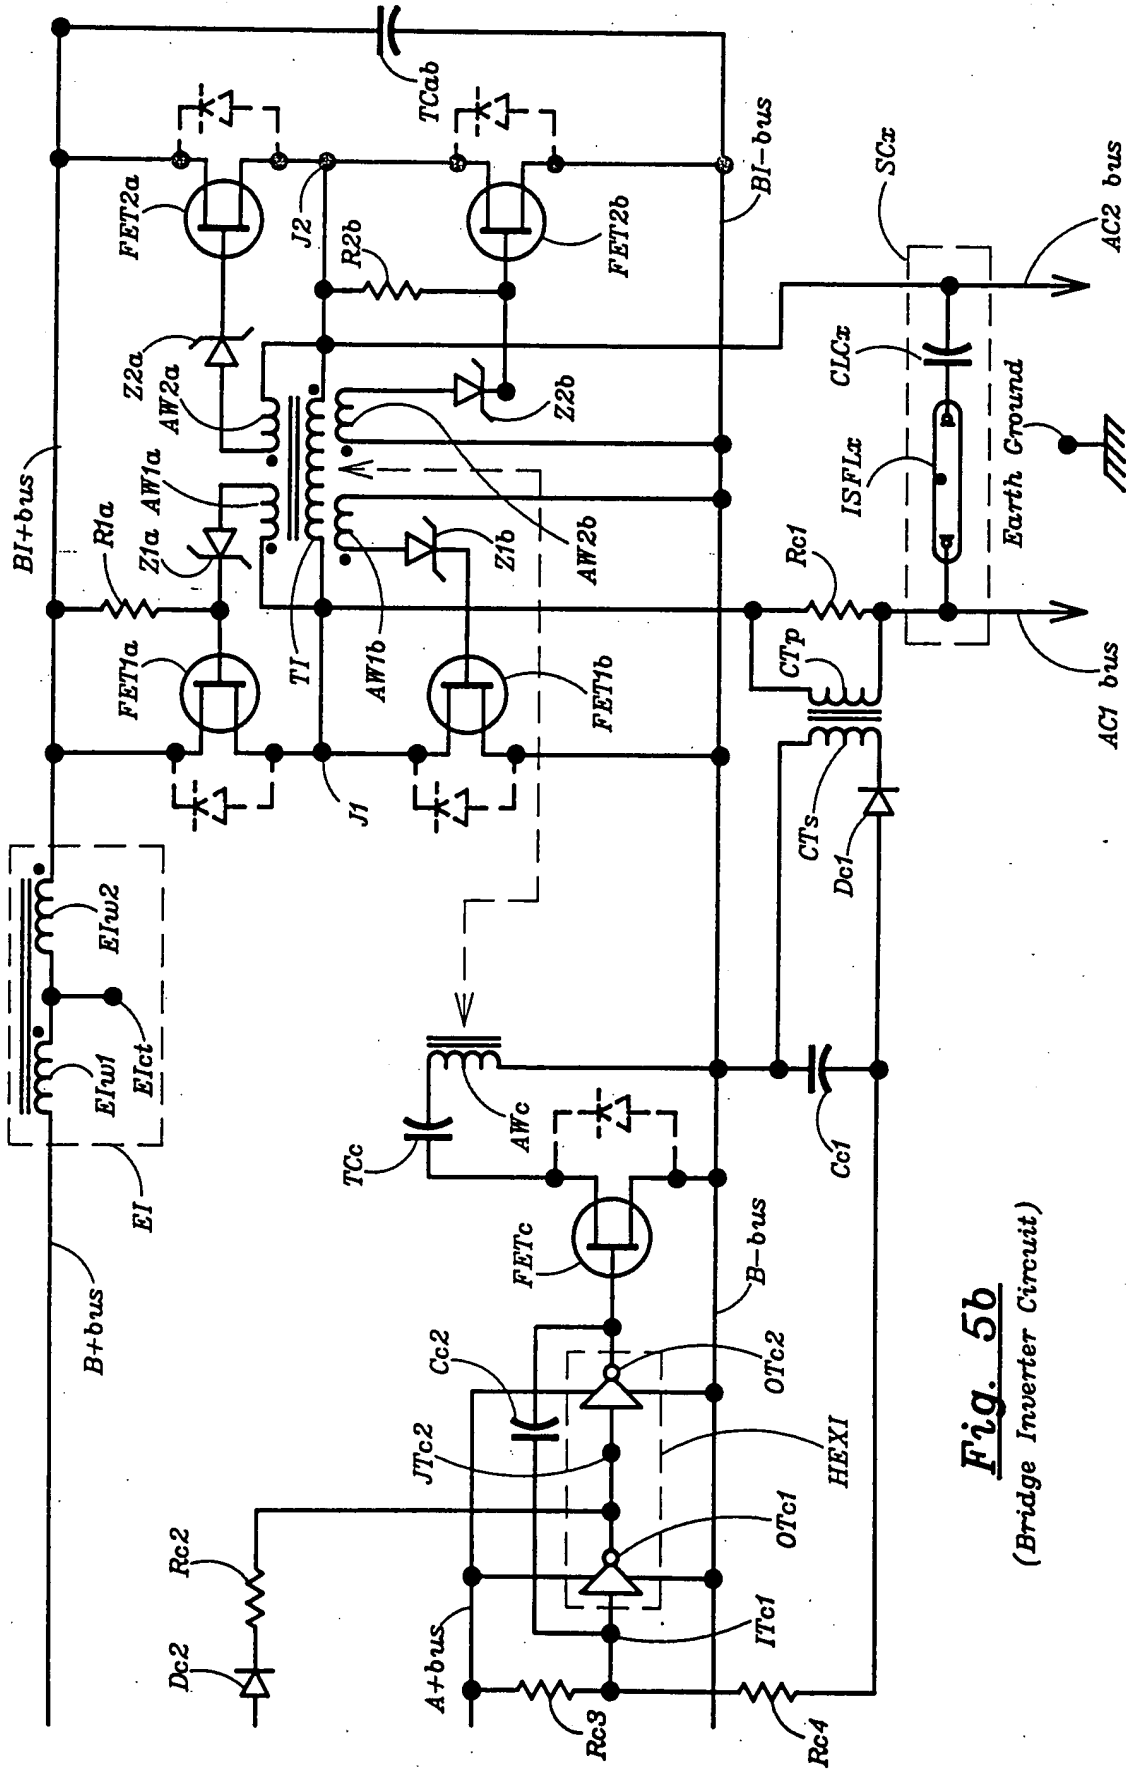 B+bus
EI
EIw1
EIct
EIw2
BI+bus
R1a
Z1a
AW1a
AW2a
Z2a
FET1a
FET2a
J2
R2b
TCab
TI
AW1b
J1
FET1b
Z1b
AW2b
Z2b
FET2b
BI-bus
SCx
CLCx
ISFLx
Earth Ground
AC2 bus
AC1 bus
Rc1
CTp
CTs
Dc1
Cc1
AWc
TCc
FETc
B-bus
Cc2
JTc2
OTc2
HEXI
OTc1
ITc1
Rc2
Dc2
A+bus
Rc3
Rc4
Fig. 5b
(Bridge Inverter Circuit)